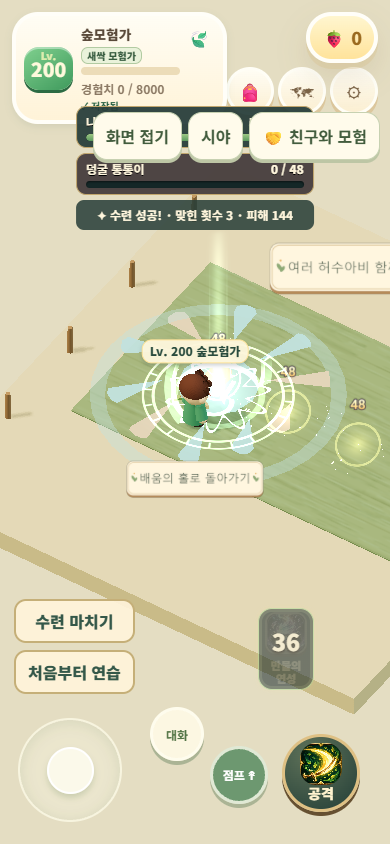 숲모험가
새싹 모험가
Lv.
200
경험치 0 / 8000
0
화면 접기
시야
친구와 모험
덩굴 통통이
0 / 48
✦ 수련 성공! · 맞힌 횟수 3 · 피해 144
여러 허수아비 함
48
Lv. 200 숲모험가
48
48
배움의 홀로 돌아가기
수련 마치기
처음부터 연습
36
연성
대화
점프
공격